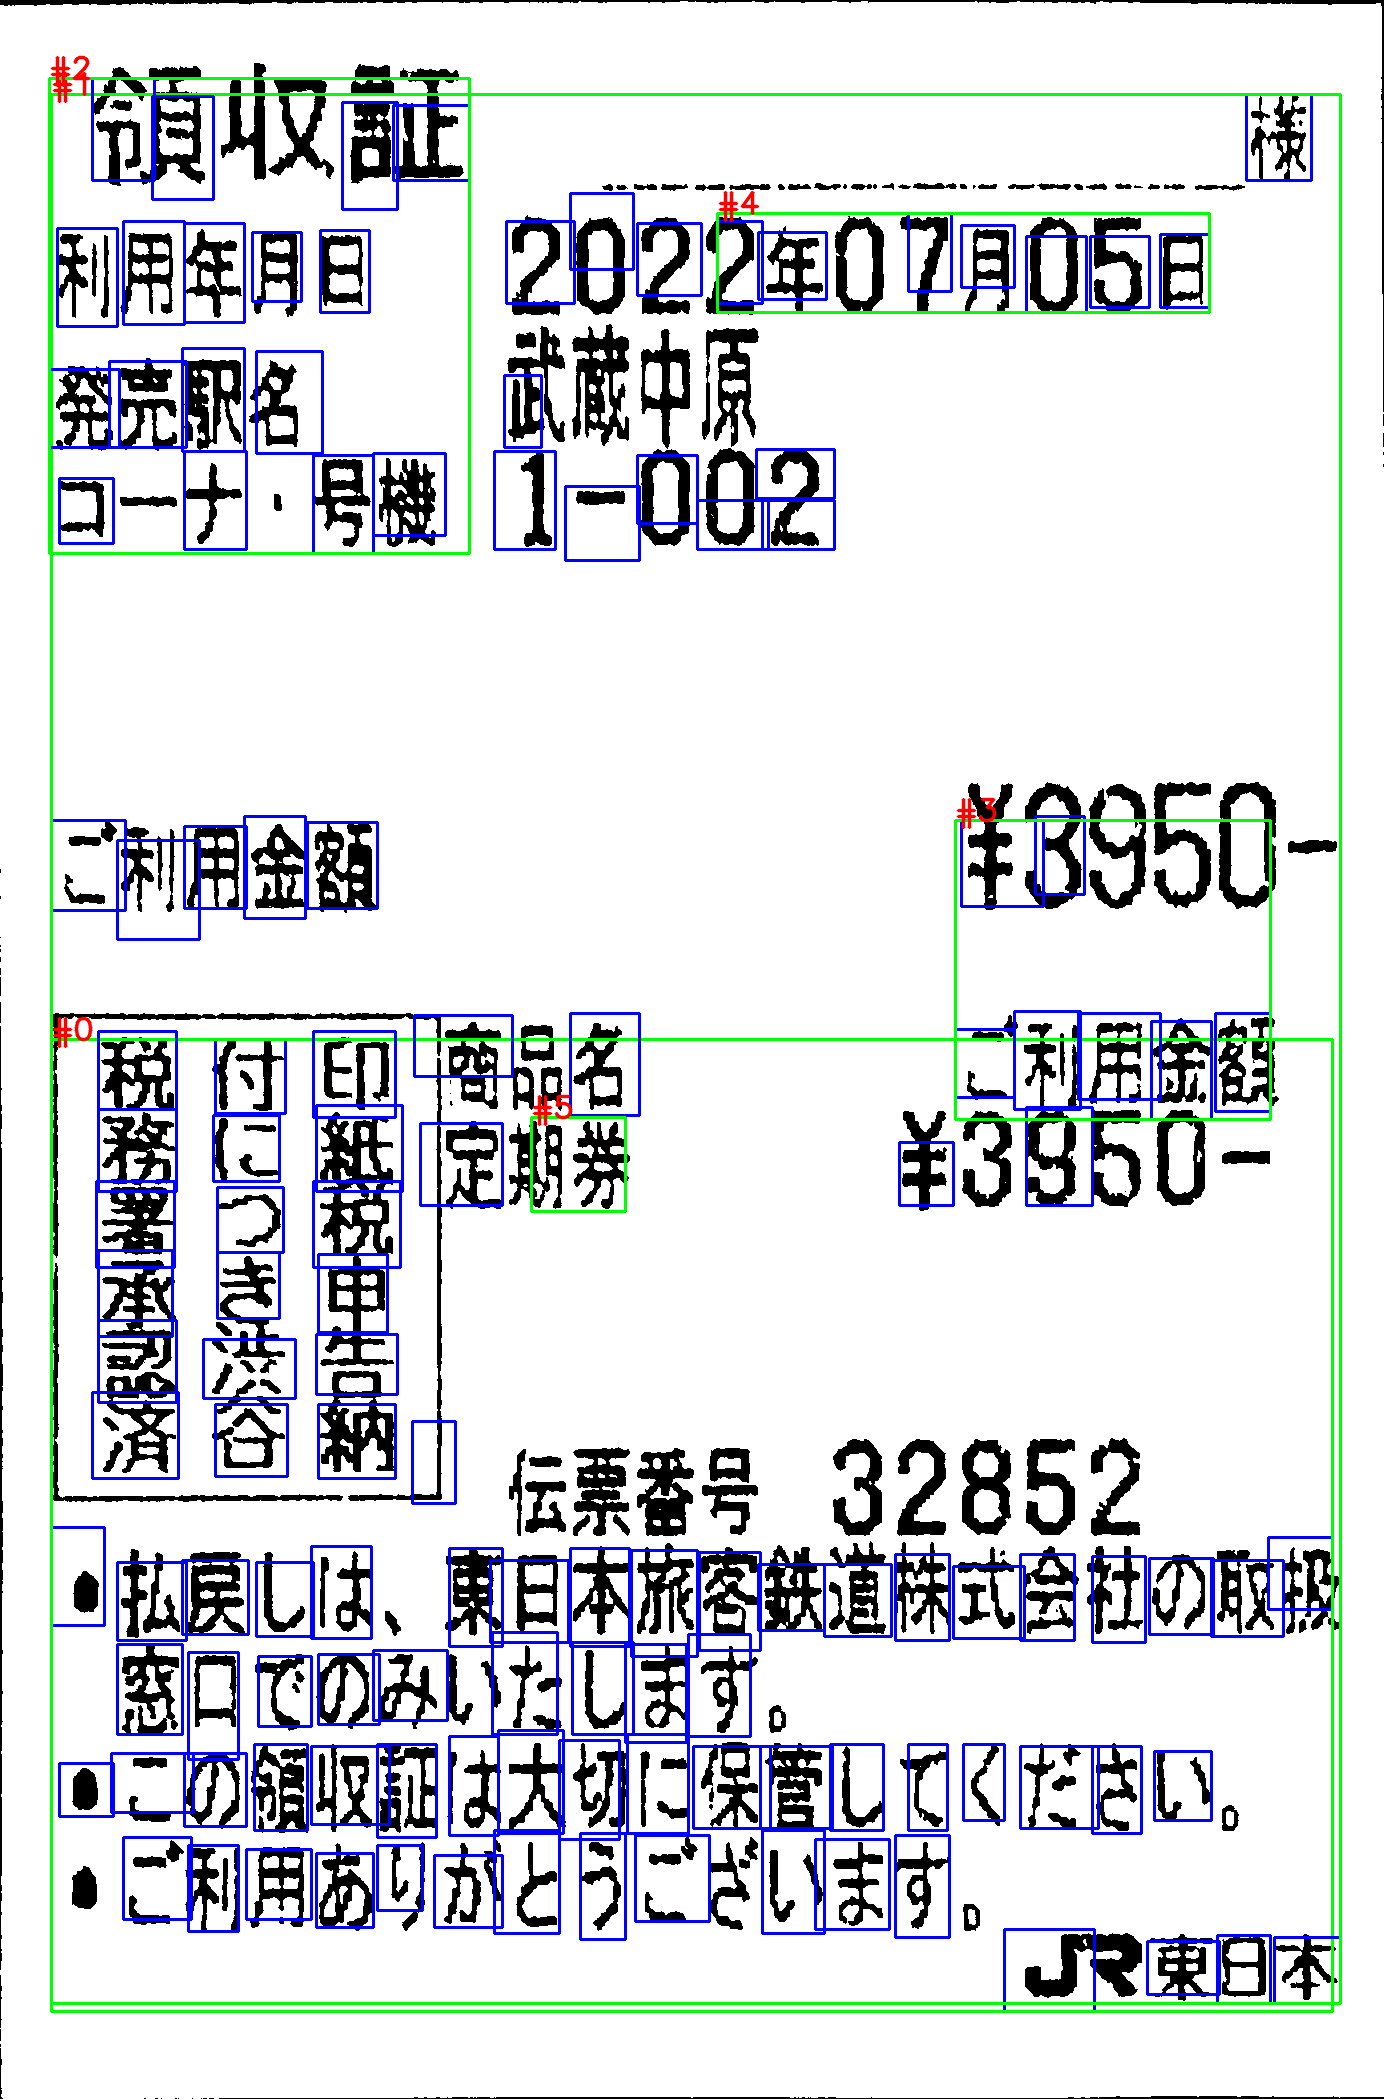 #2
#1
領収証
様
#4
利用年月日 2022年07月05日
発売駅名 武蔵中原
コーナ・号機 1-002
#3
ご利用金額 ¥3950-
#0
商品名 ご利用金額
#5
定期券 ¥3950-
印紙税申告納
付につき渋谷
税務署承認済
伝票番号 32852
●払戻しは、東日本旅客鉄道株式会社の取扱
窓口でのみいたします。
●この領収証は大切に保管してください。
●ご利用ありがとうございます。
JR東日本